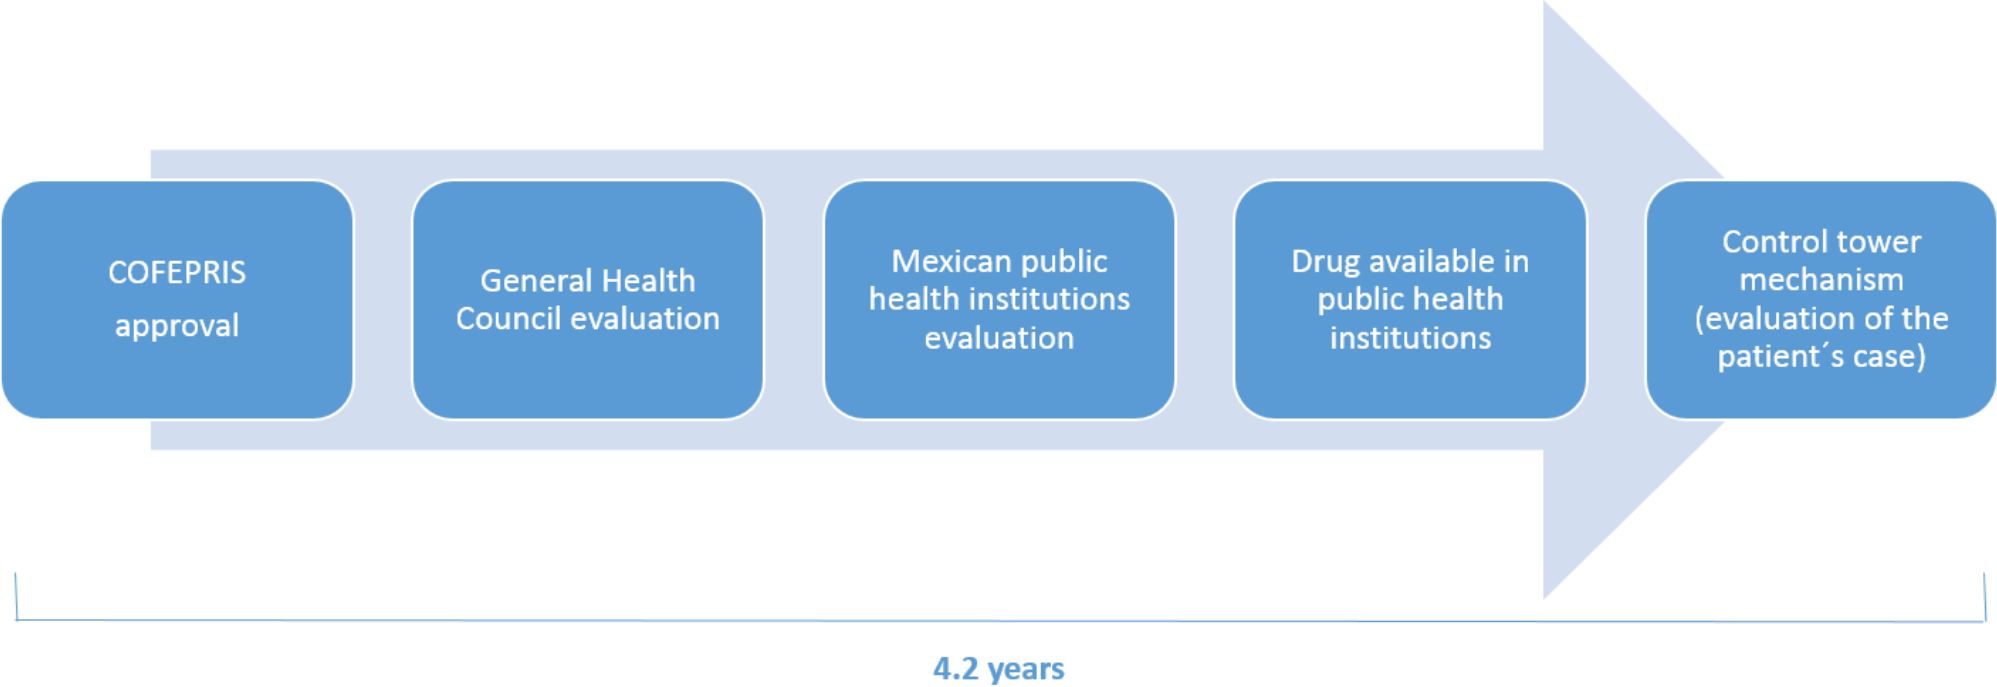 COFEPRIS
approval
General Health
Council evaluation
Mexican public
health institutions
evaluation
Drug available in
public health
institutions
Control tower
mechanism
(evaluation of the
patient´s case)
4.2 years